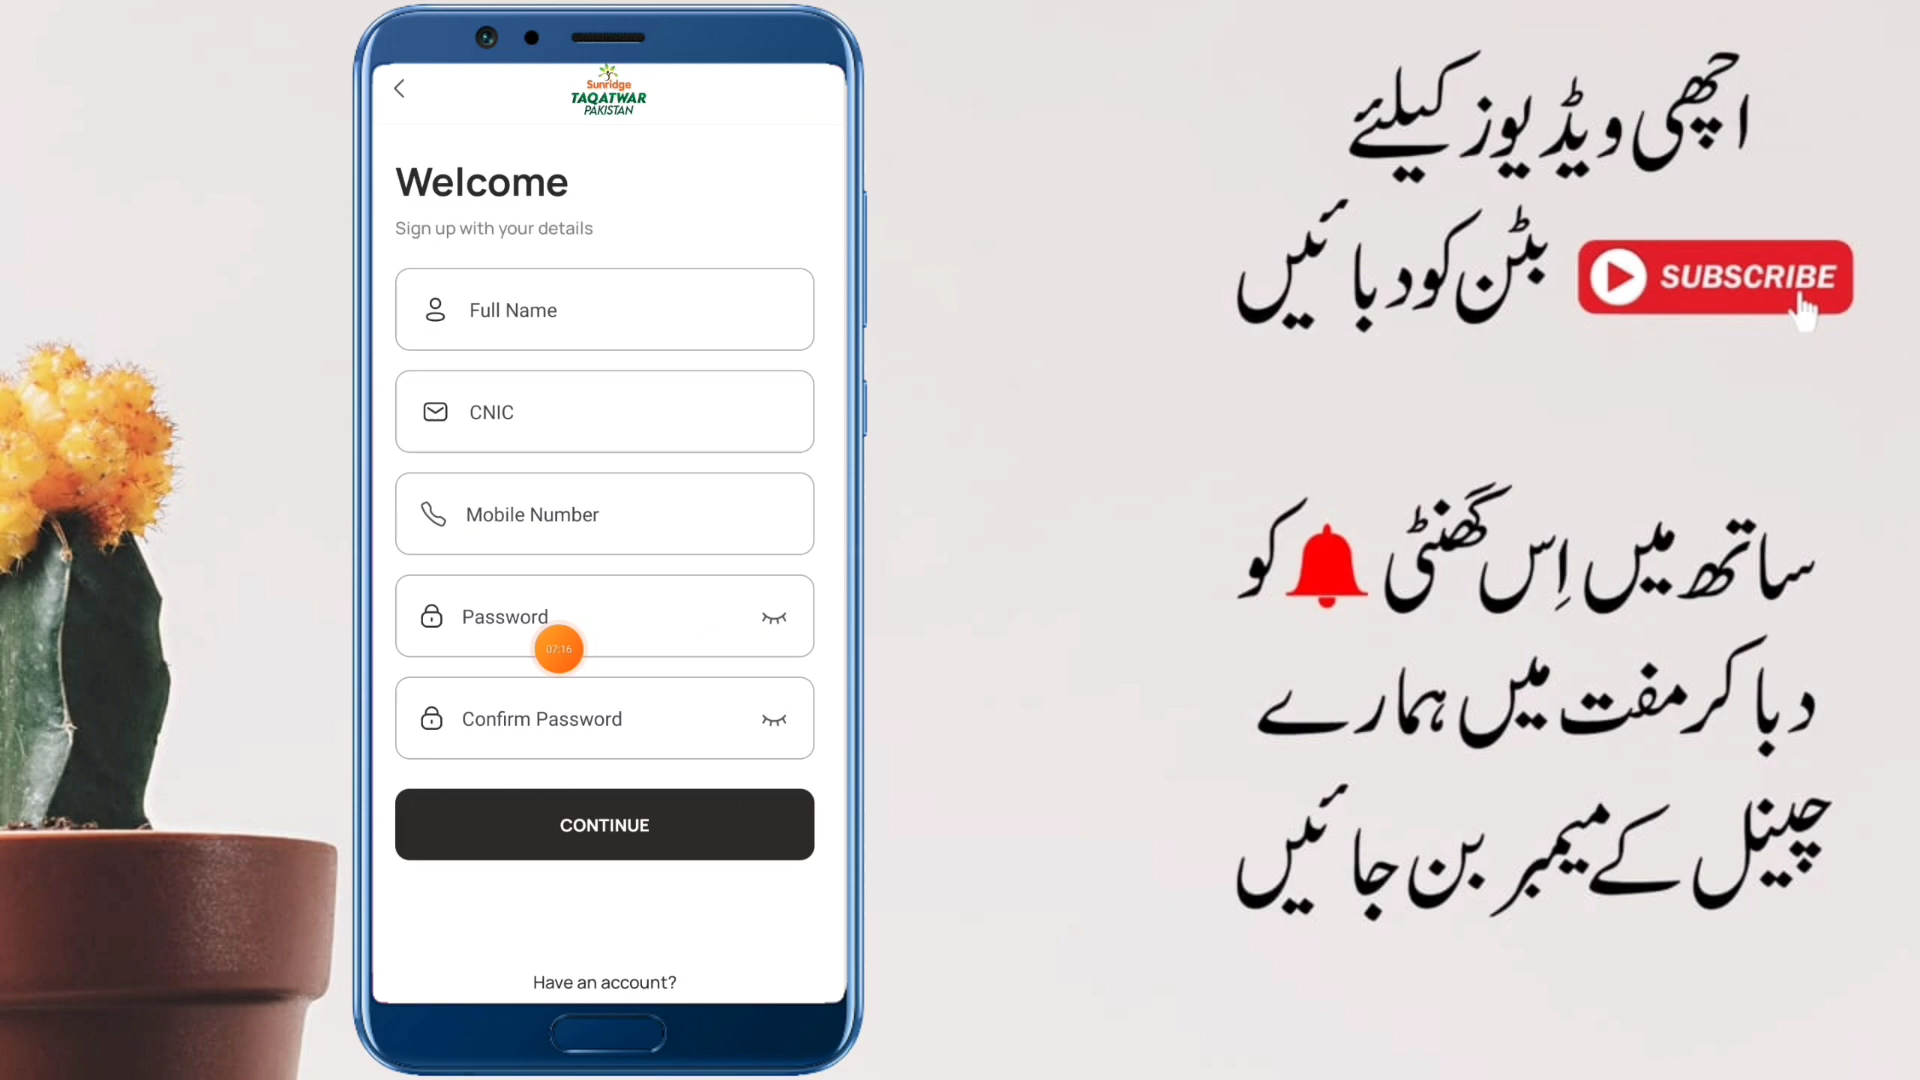 Sunridge
TAQATWAR
PAKISTAN
Welcome
Sign up with your details
Full Name
CNIC
Mobile Number
Password
07:16
Confirm Password
CONTINUE
Have an account?
اچھی ویڈیوز کیلئے
SUBSCRIBE بٹن کو دبائیں
ساتھ میں اِس گھنٹی کو
دبا کر مفت میں ہمارے
چینل کے میمبر بن جائیں